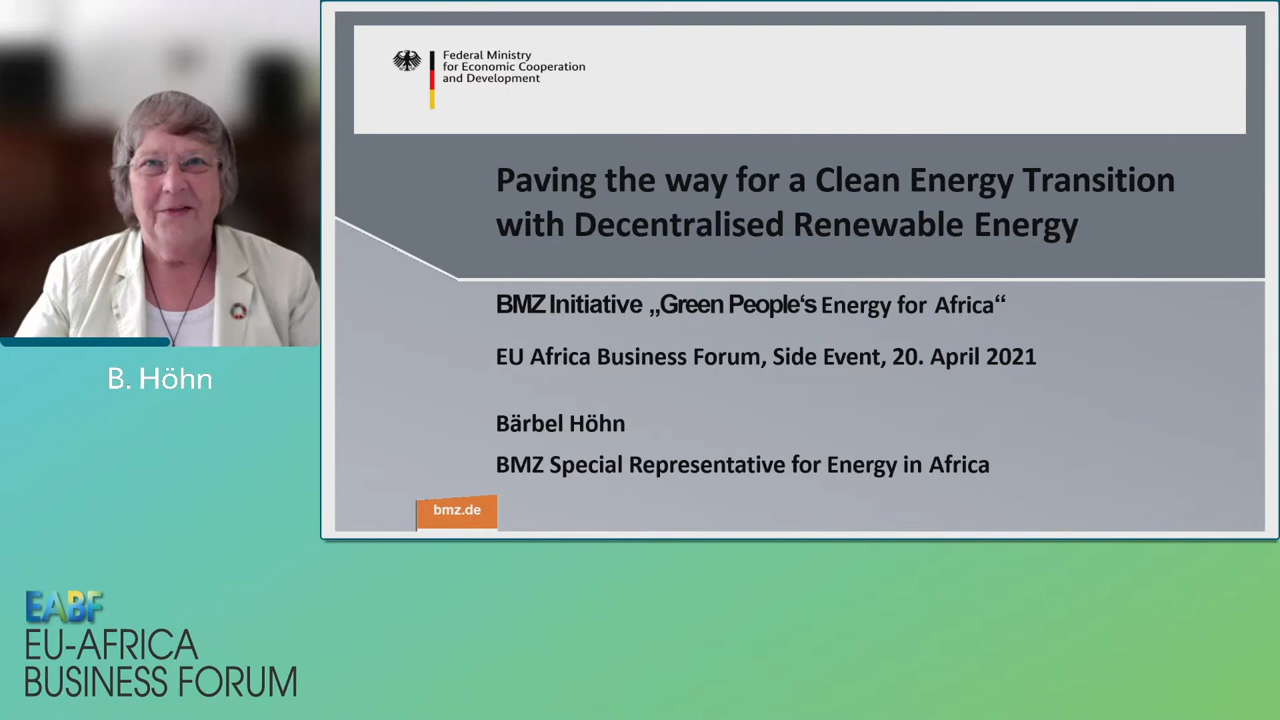 Federal Ministry
for Economic Cooperation
and Development
Paving the way for a Clean Energy Transition
with Decentralised Renewable Energy
BMZ Initiative „Green People‘s Energy for Africa“
EU Africa Business Forum, Side Event, 20. April 2021
Bärbel Höhn
BMZ Special Representative for Energy in Africa
bmz.de
B. Höhn
EABF
EU-AFRICA
BUSINESS FORUM